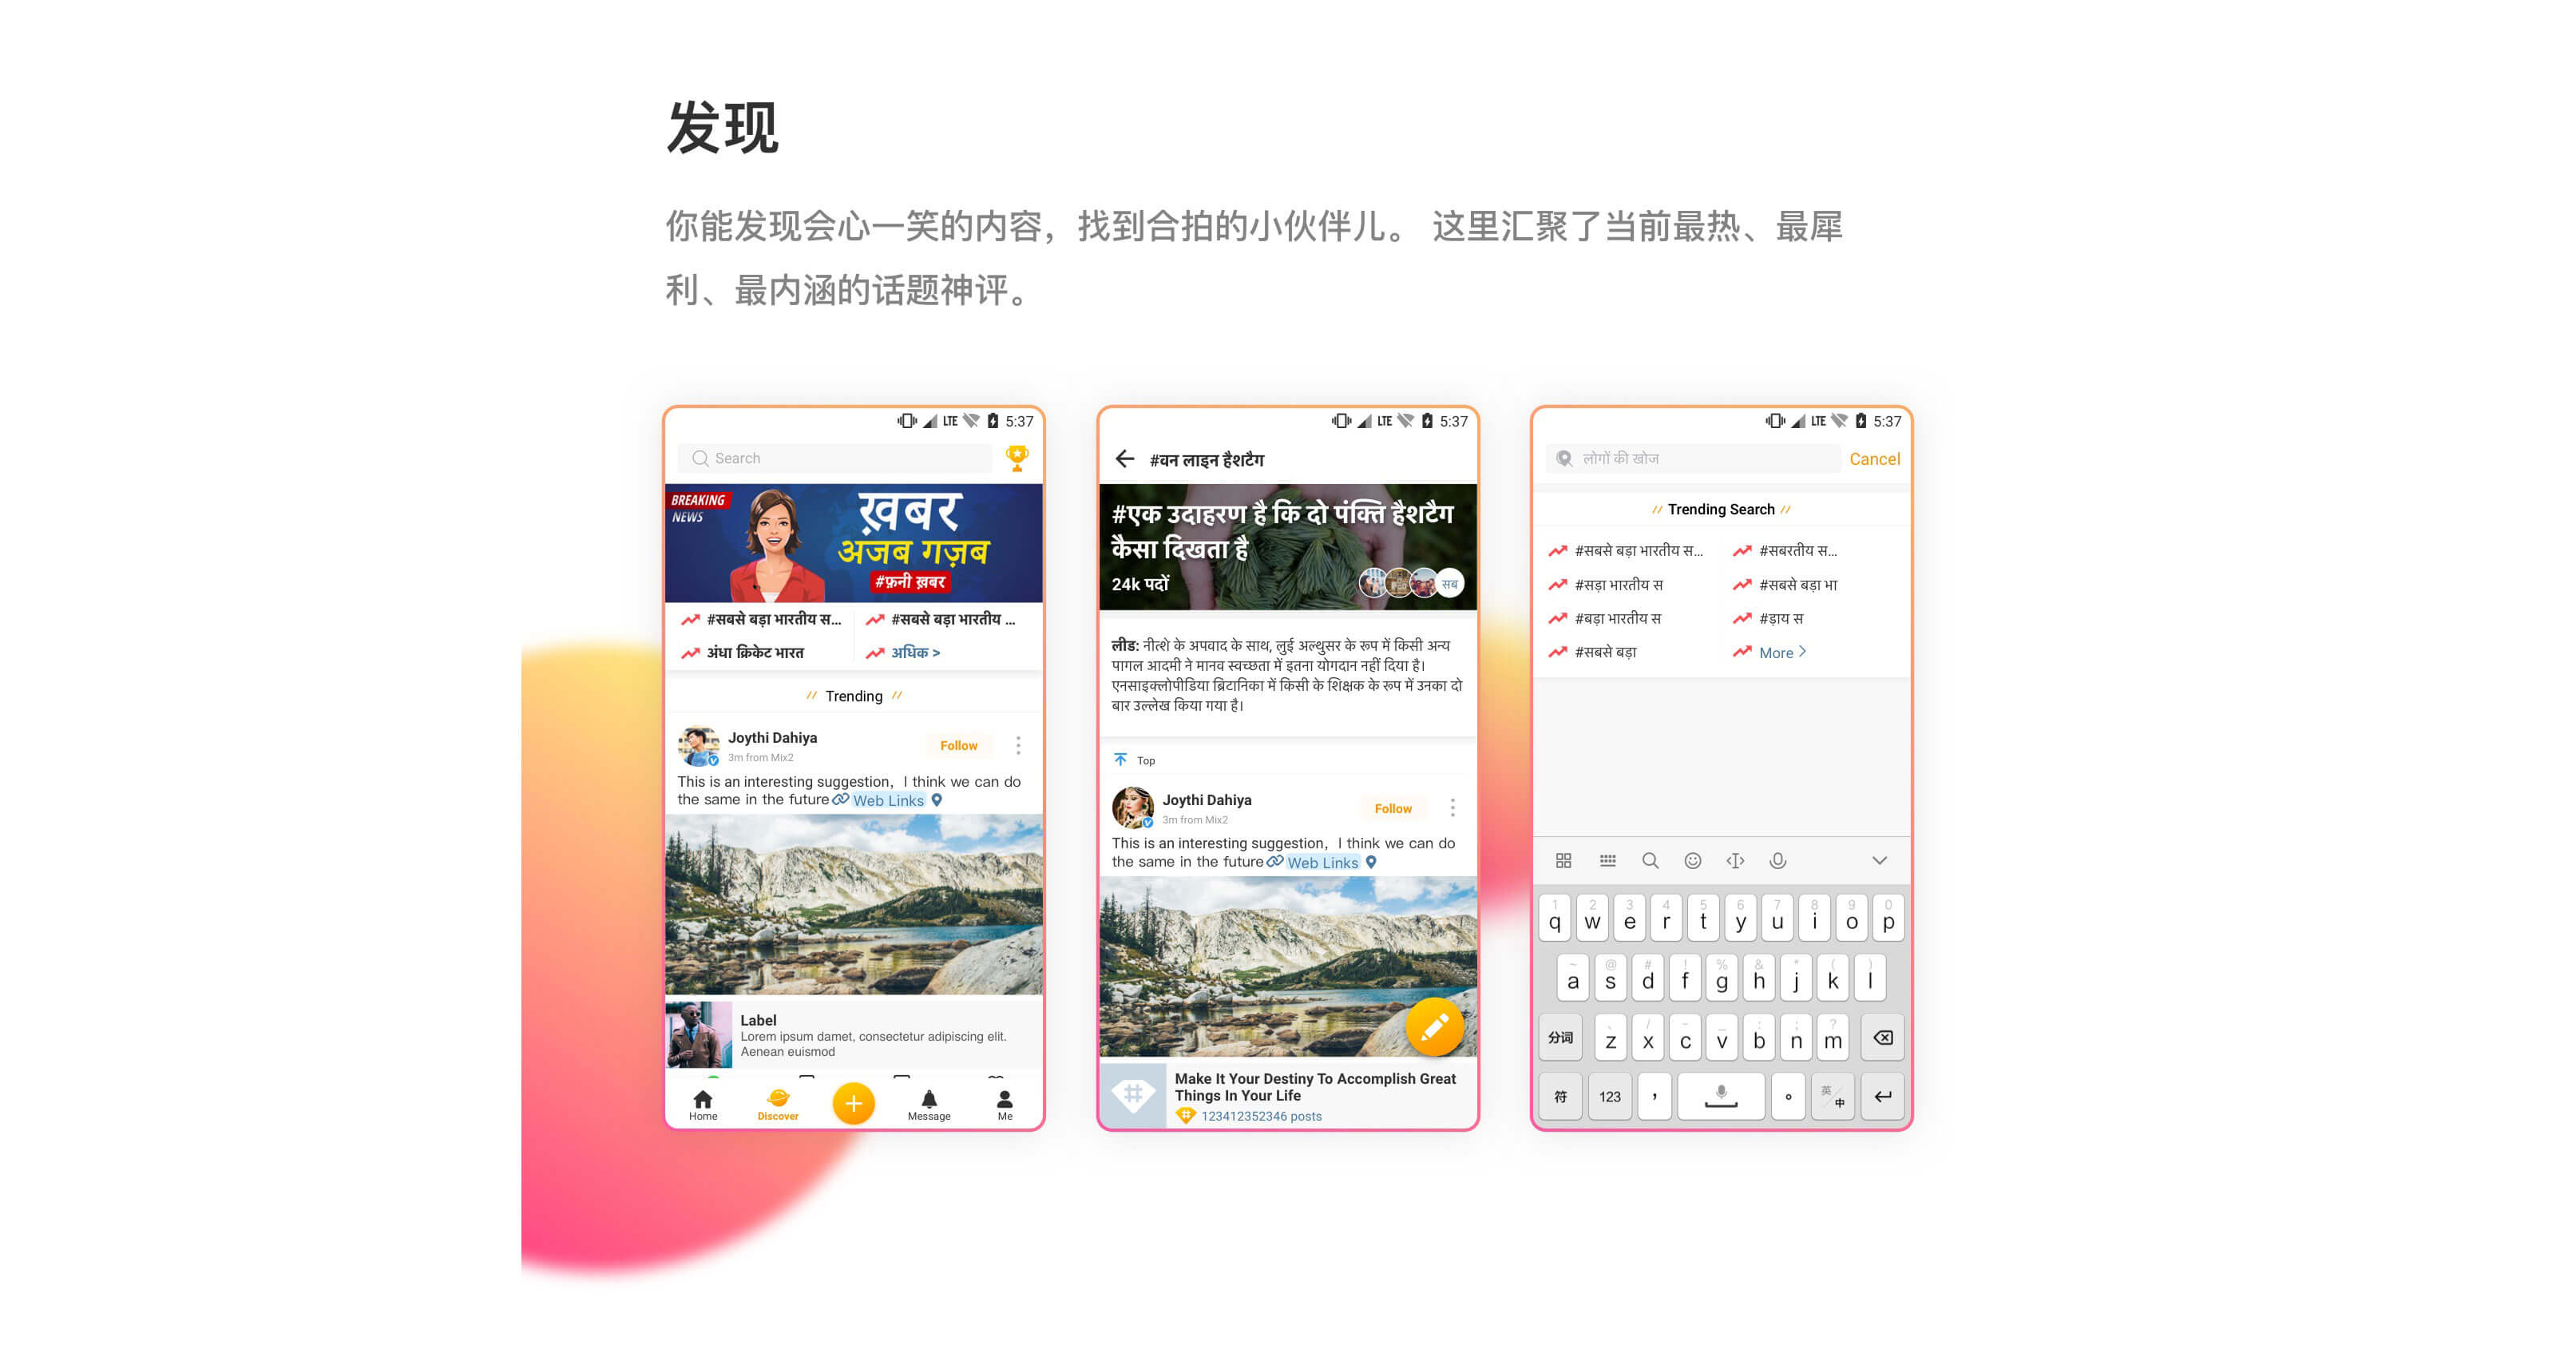 发现
你能发现会心一笑的内容，找到合拍的小伙伴儿。 这里汇聚了当前最热、最犀
利、最内涵的话题神评。
LTE 5:37
Search
BREAKING
NEWS
ख़बर
अजब गज़ब
#फ़नी ख़बर
#सबसे बड़ा भारतीय स...
#सबसे बड़ा भारतीय ...
अंधा क्रिकेट भारत
अधिक >
// Trending //
Joythi Dahiya
3m from Mix2
Follow
This is an interesting suggestion，I think we can do
the same in the future Web Links
Label
Lorem ipsum damet, consectetur adipiscing elit.
Aenean euismod
Home
Discover
Message
Me
LTE 5:37
#वन लाइन हैशटैग
#एक उदाहरण है कि दो पंक्ति हैशटैग
कैसा दिखता है
24k पदों
सब
लीड: नीत्शे के अपवाद के साथ, लुई अल्थुसर के रूप में किसी अन्य
पागल आदमी ने मानव स्वच्छता में इतना योगदान नहीं दिया है।
एनसाइक्लोपीडिया ब्रिटानिका में किसी के शिक्षक के रूप में उनका दो
बार उल्लेख किया गया है।
Top
Joythi Dahiya
3m from Mix2
Follow
This is an interesting suggestion，I think we can do
the same in the future Web Links
Make It Your Destiny To Accomplish Great
Things In Your Life
123412352346 posts
LTE 5:37
लोगों की खोज
Cancel
// Trending Search //
#सबसे बड़ा भारतीय स...
#सबरतीय स...
#सड़ा भारतीय स
#सबसे बड़ा भा
#बड़ा भारतीय स
#ड़ाय स
#सबसे बड़ा
More >
1 2 3 4 5 6 7 8 9 0
q w e r t y u i o p
~ @ # ! % & * ( )
a s d f g h j k l
分词 z x c v b n m
符 123 ， 。 英/中